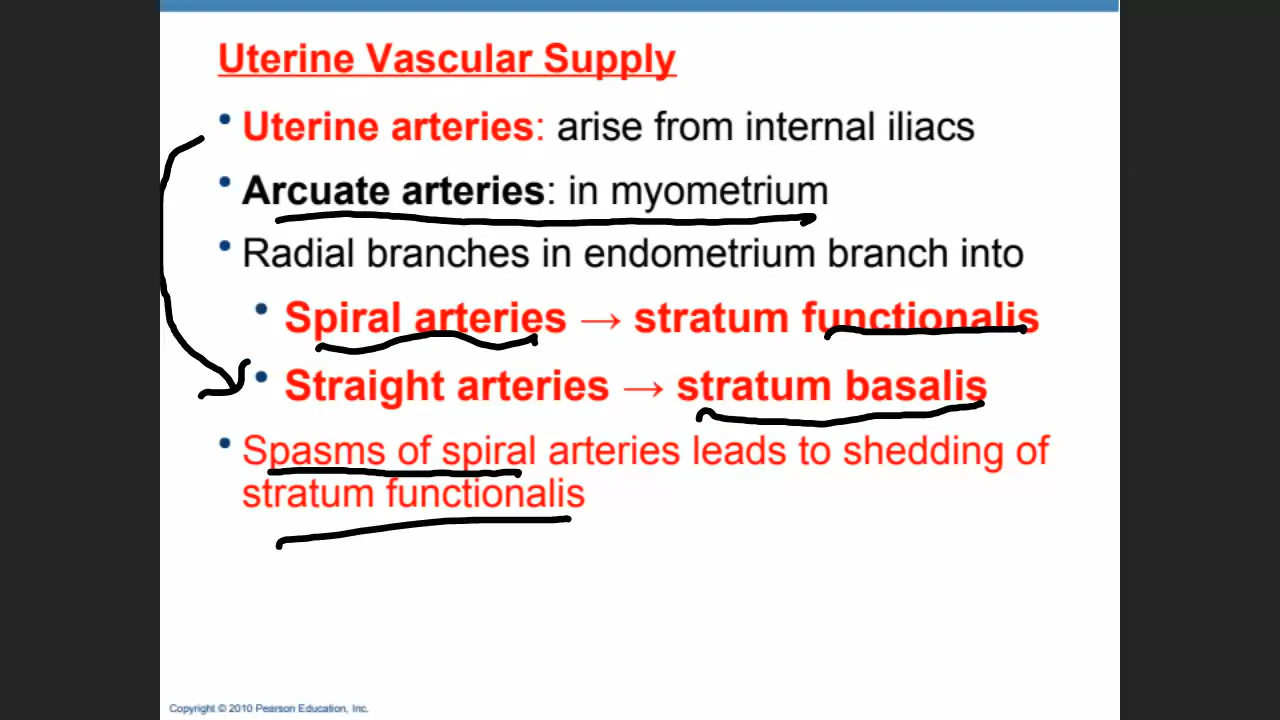 Uterine Vascular Supply
• Uterine arteries: arise from internal iliacs
• Arcuate arteries: in myometrium
• Radial branches in endometrium branch into
• Spiral arteries → stratum functionalis
• Straight arteries → stratum basalis
• Spasms of spiral arteries leads to shedding of
stratum functionalis
Copyright © 2010 Pearson Education, Inc.